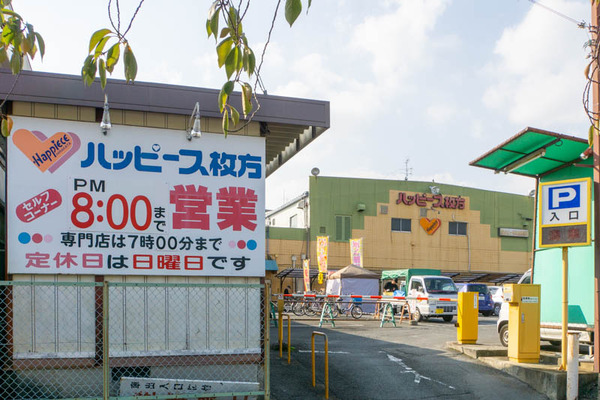 Happiece
ハッピース枚方
セルフ
コーナー
PM
8:00まで
営業
専門店は7時00分まで
定休日は日曜日です
ハッピース枚方
P
入口